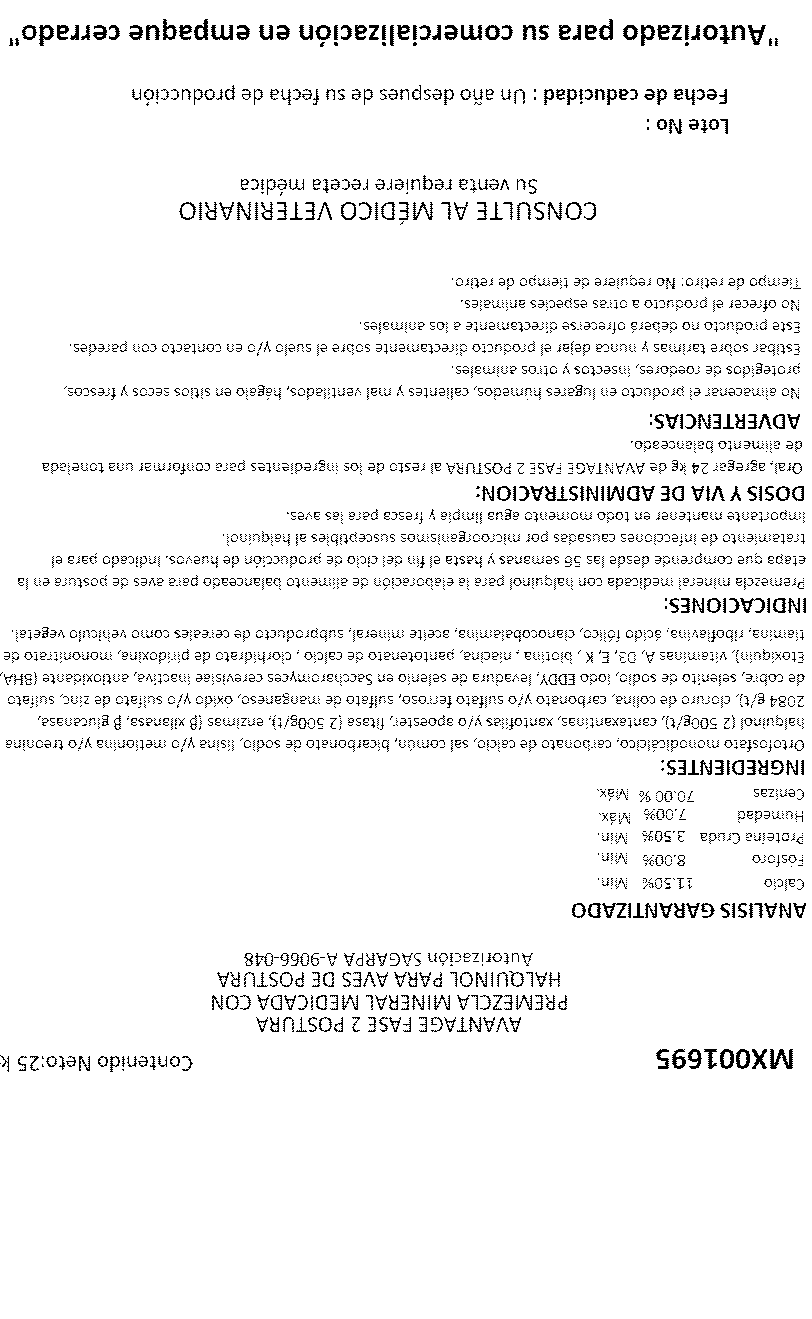 MX001695
Contenido Neto:25
AVANTAGE FASE 2 POSTURA
PREMEZCLA MINERAL MEDICADA CON
HALQUINOL PARA AVES DE POSTURA
Autorización SAGARPA A-9066-048
ANALISIS GARANTIZADO
Calcio 11.50% Min.
Fósforo 8.00% Min.
Proteina Cruda 3.50% Min.
Humedad 7.00% Máx.
Cenizas 70.00 % Máx.
INGREDIENTES:
Ortofosfato monodicálcico, carbonato de calcio, sal común, bicarbonato de sodio, lisina y/o metionina y/o treonina
halquinol (2 500g/t), cantaxantinas, xantofilas y/o apoester, fitasa (2 500g/t), enzimas (β xilanasa, β glucanasa,
2084 g/t), cloruro de colina, carbonato y/o sulfato ferroso, sulfato de manganeso, óxido y/o sulfato de zinc, sulfato
de cobre, selenito de sodio, iodo EDDY, levadura de selenio en Saccharomyces cerevisiae inactiva, antioxidante (BHA,
Etoxiquin), vitaminas A, D3, E, K , biotina , niacina, pantotenato de calcio , clorhidrato de piridoxina, mononitrato de
tiamina, riboflavina, ácido fólico, cianocobalamina, aceite mineral, subproducto de cereales como vehículo vegetal.
INDICACIONES:
Premezcla mineral medicada con halquinol para la elaboración de alimento balanceado para aves de postura en la
etapa que comprende desde las 56 semanas y hasta el fin del ciclo de producción de huevos. Indicado para el
tratamiento de infecciones causadas por microorganismos susceptibles al halquinol.
Importante mantener en todo momento agua limpia y fresca para las aves.
DOSIS Y VIA DE ADMINISTRACION:
Oral, agregar 24 kg de AVANTAGE FASE 2 POSTURA al resto de los ingredientes para conformar una tonelada
de alimento balanceado.
ADVERTENCIAS:
No almacenar el producto en lugares húmedos, calientes y mal ventilados, hágalo en sitios secos y frescos,
protegidos de roedores, insectos y otros animales.
Estibar sobre tarimas y nunca dejar el producto directamente sobre el suelo y/o en contacto con paredes.
Este producto no deberá ofrecerse directamente a los animales.
No ofrecer el producto a otras especies animales.
Tiempo de retiro: No requiere de tiempo de retiro.
CONSULTE AL MÉDICO VETERINARIO
Su venta requiere receta médica
Lote No :
Fecha de caducidad : Un año despues de su fecha de producción
"Autorizado para su comercialización en empaque cerrado"